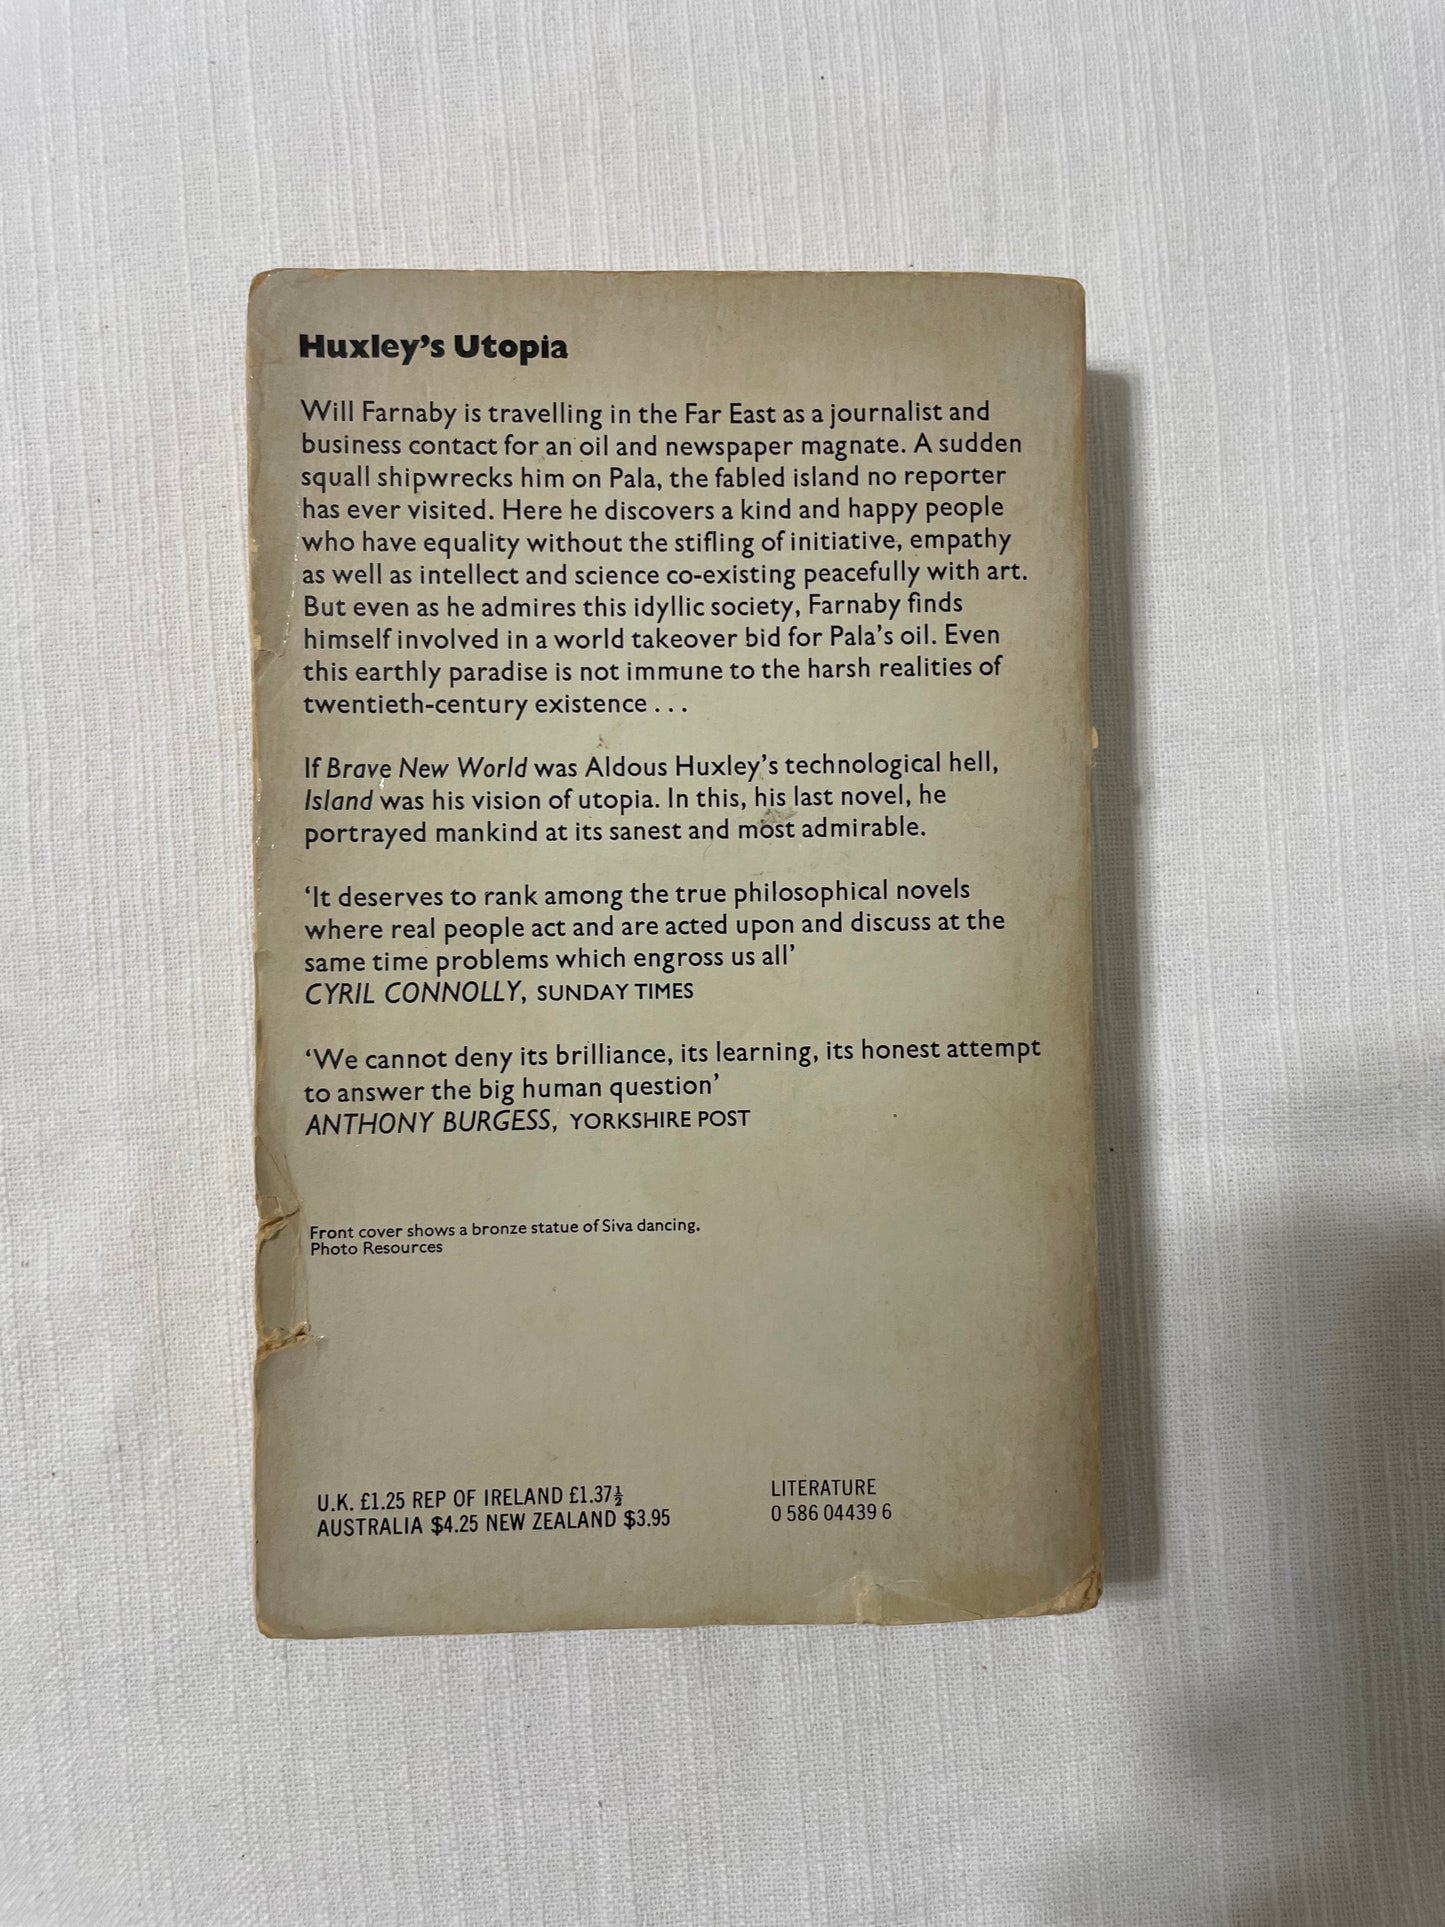 Huxley’s Utopia
Will Farnaby is travelling in the Far East as a journalist and
business contact for an oil and newspaper magnate. A sudden
squall shipwrecks him on Pala, the fabled island no reporter
has ever visited. Here he discovers a kind and happy people
who have equality without the stifling of initiative, empathy
as well as intellect and science co-existing peacefully with art.
But even as he admires this idyllic society, Farnaby finds
himself involved in a world takeover bid for Pala’s oil. Even
this earthly paradise is not immune to the harsh realities of
twentieth-century existence . . .
If Brave New World was Aldous Huxley’s technological hell,
Island was his vision of utopia. In this, his last novel, he
portrayed mankind at its sanest and most admirable.
‘It deserves to rank among the true philosophical novels
where real people act and are acted upon and discuss at the
same time problems which engross us all’
CYRIL CONNOLLY, SUNDAY TIMES
‘We cannot deny its brilliance, its learning, its honest attempt
to answer the big human question’
ANTHONY BURGESS, YORKSHIRE POST
Front cover shows a bronze statue of Siva dancing.
Photo Resources
U.K. £1.25 REP OF IRELAND £1.37½
AUSTRALIA $4.25 NEW ZEALAND $3.95
LITERATURE
0 586 04439 6